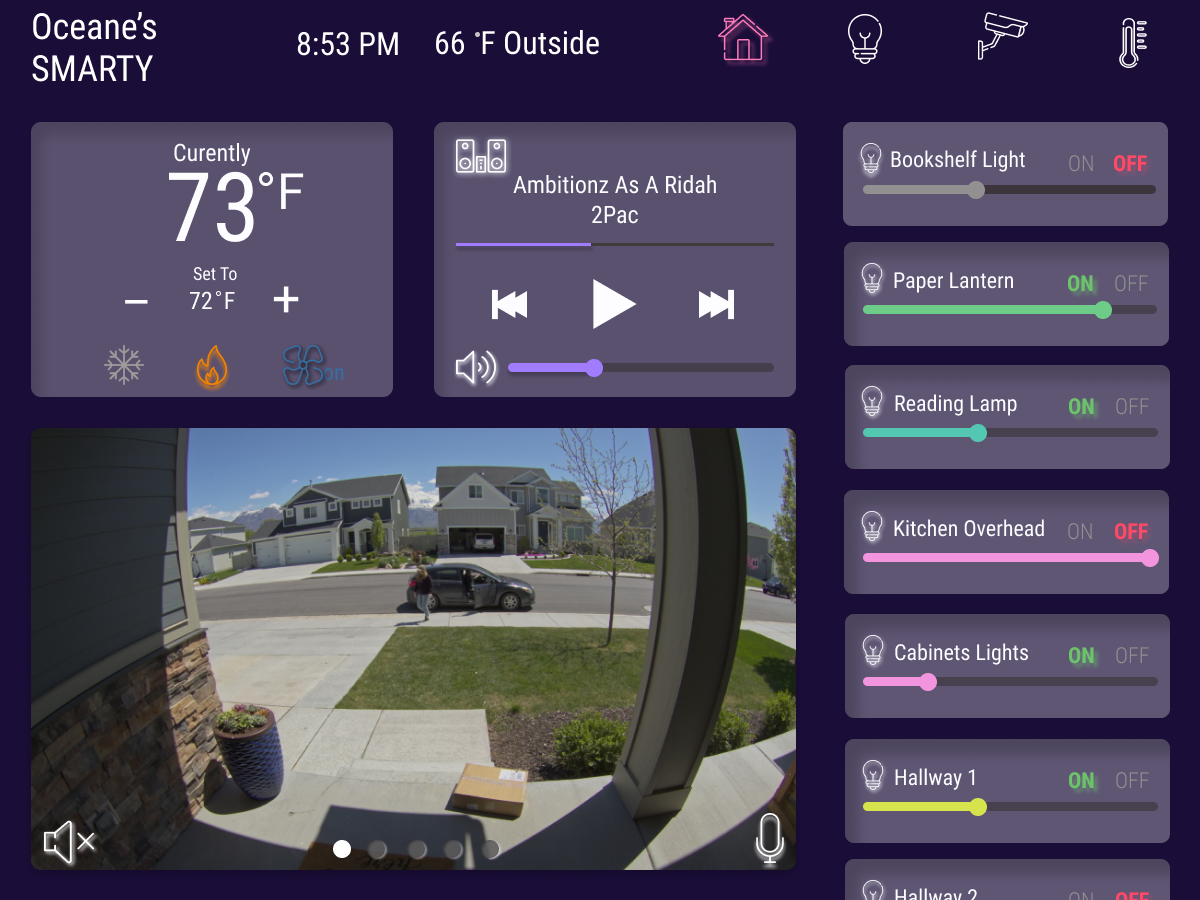 Oceane's
SMARTY
8:53 PM
66 °F Outside
Curently
73°F
Set To
72°F
on
Ambitionz As A Ridah
2Pac
Bookshelf Light ON OFF
Paper Lantern ON OFF
Reading Lamp ON OFF
Kitchen Overhead ON OFF
Cabinets Lights ON OFF
Hallway 1 ON OFF
Hallway 2 ON OFF